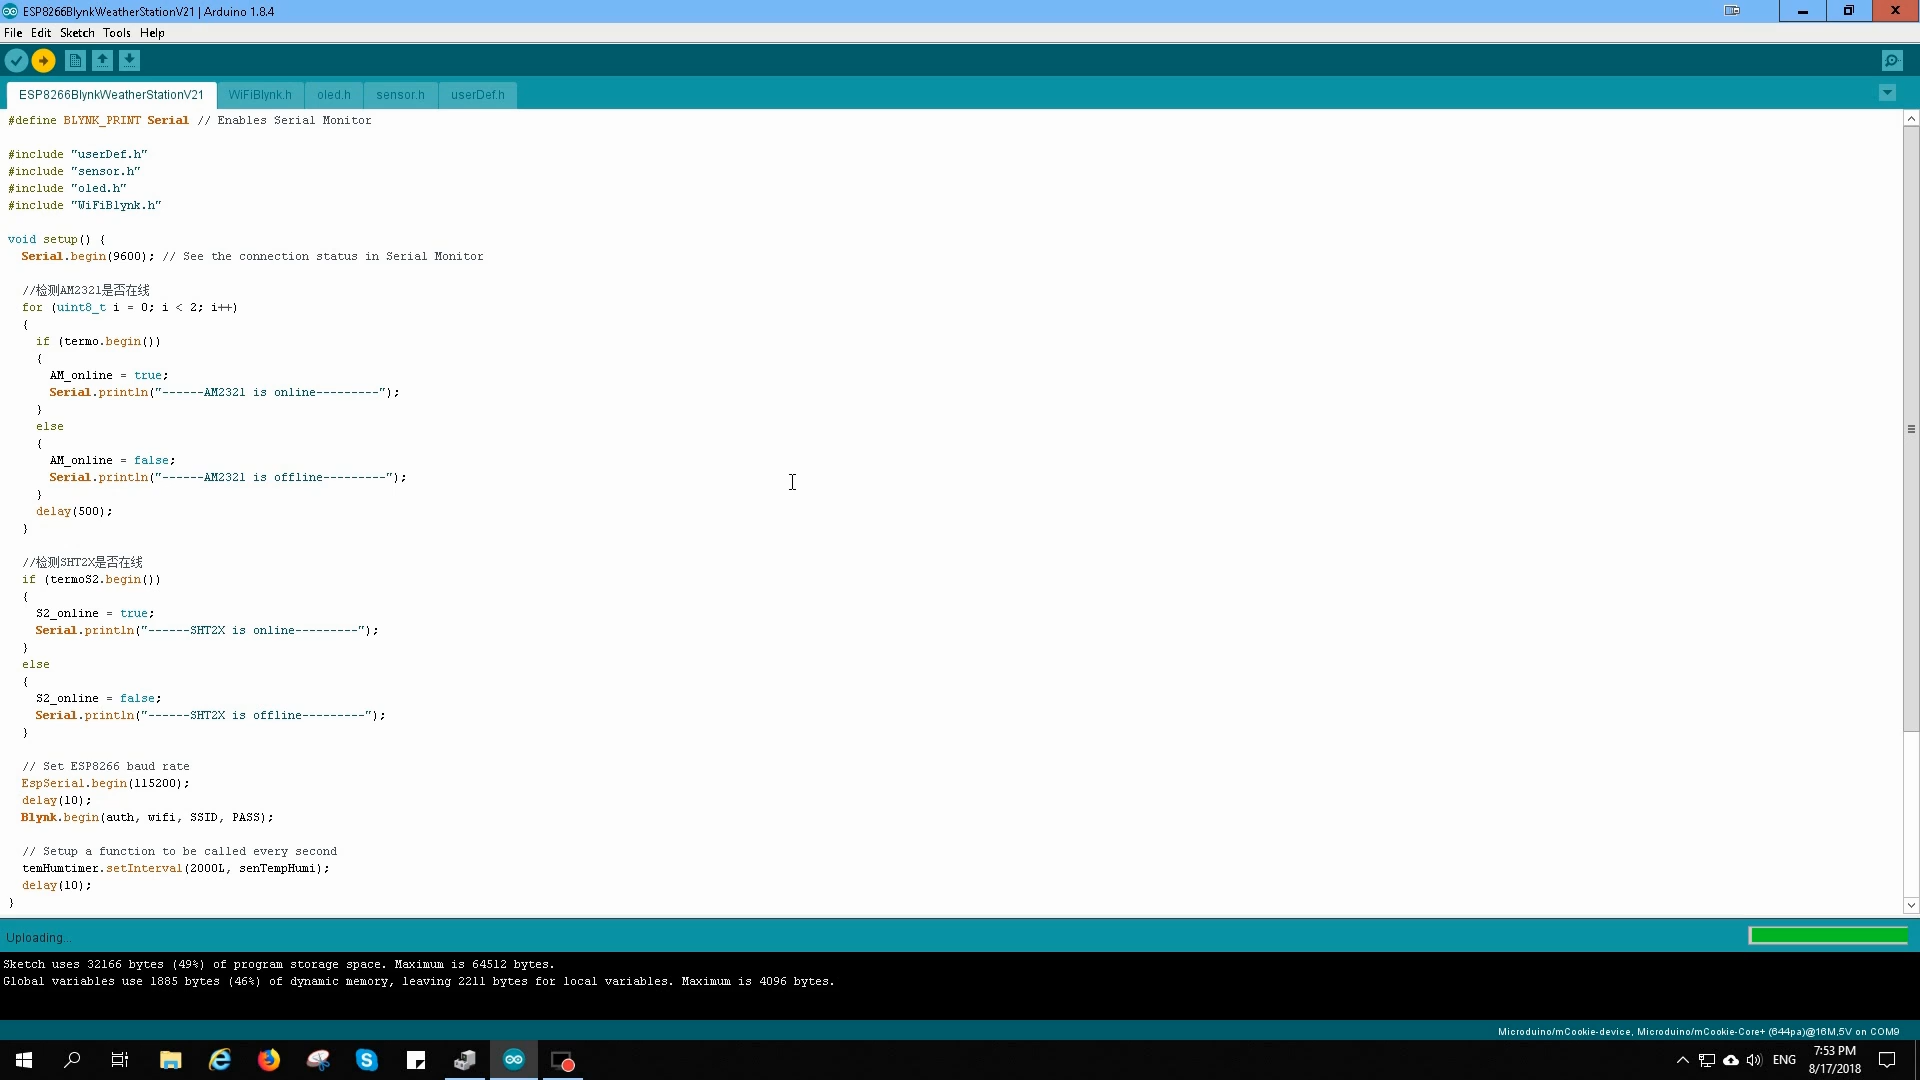 ESP8266BlynkWeatherStationV21 | Arduino 1.8.4
File Edit Sketch Tools Help
ESP8266BlynkWeatherStationV21 WiFiBlynk.h oled.h sensor.h userDef.h
#define BLYNK_PRINT Serial // Enables Serial Monitor
#include "userDef.h"
#include "sensor.h"
#include "oled.h"
#include "WiFiBlynk.h"
void setup() {
Serial.begin(9600); // See the connection status in Serial Monitor
//检测AM2321是否在线
for (uint8_t i = 0; i < 2; i++)
{
if (termo.begin())
{
AM_online = true;
Serial.println("------AM2321 is online---------");
}
else
{
AM_online = false;
Serial.println("------AM2321 is offline---------");
}
delay(500);
}
//检测SHT2X是否在线
if (termoS2.begin())
{
S2_online = true;
Serial.println("------SHT2X is online---------");
}
else
{
S2_online = false;
Serial.println("------SHT2X is offline---------");
}
// Set ESP8266 baud rate
EspSerial.begin(115200);
delay(10);
Blynk.begin(auth, wifi, SSID, PASS);
// Setup a function to be called every second
temHumtimer.setInterval(2000L, senTempHumi);
delay(10);
}
Uploading...
Sketch uses 32166 bytes (49%) of program storage space. Maximum is 64512 bytes.
Global variables use 1885 bytes (46%) of dynamic memory, leaving 2211 bytes for local variables. Maximum is 4096 bytes.
Microduino/mCookie-device, Microduino/mCookie-Core+ (644pa)@16M,5V on COM9
ENG
7:53 PM
8/17/2018